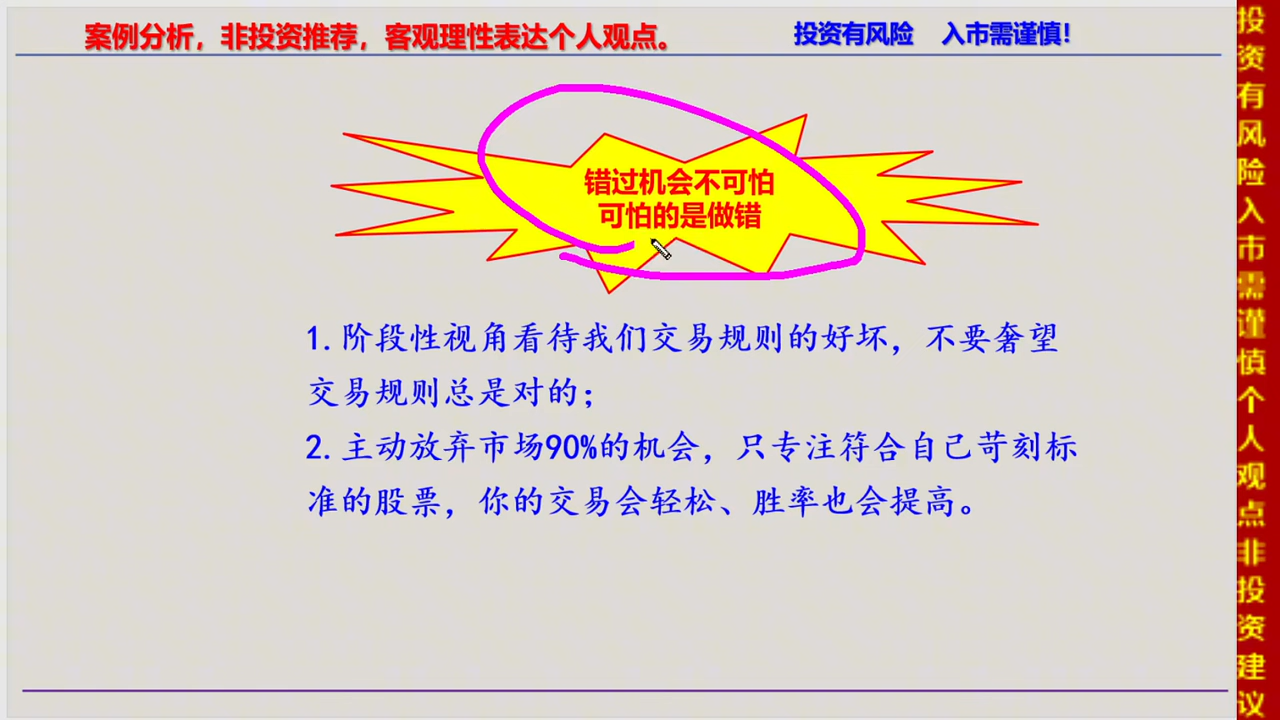 案例分析，非投资推荐，客观理性表达个人观点。
投资有风险 入市需谨慎!
错过机会不可怕
可怕的是做错
1.阶段性视角看待我们交易规则的好坏，不要奢望
交易规则总是对的；
2.主动放弃市场90%的机会，只专注符合自己苛刻标
准的股票，你的交易会轻松、胜率也会提高。
投资有风险入市需谨慎个人观点非投资建议